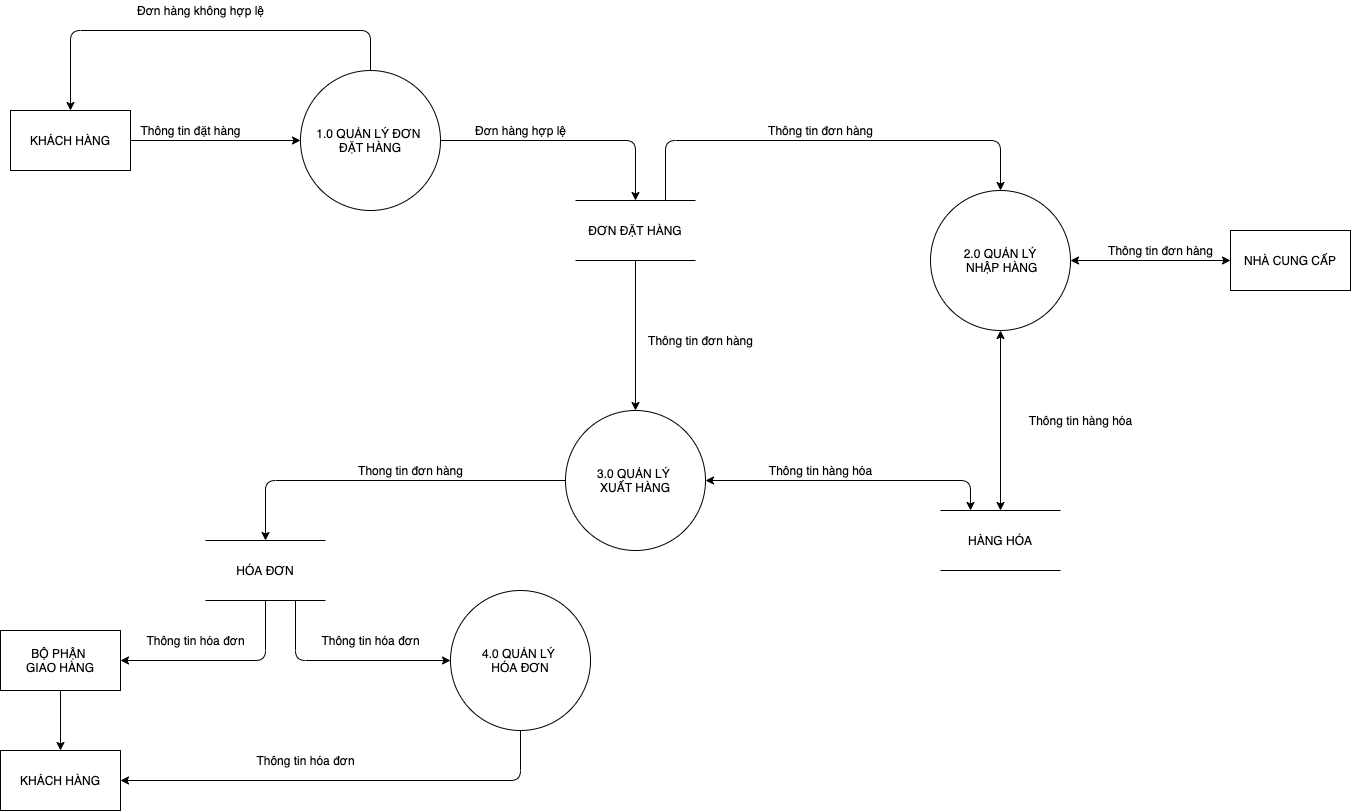 Đơn hàng không hợp lệ
KHÁCH HÀNG
Thông tin đặt hàng
1.0 QUẢN LÝ ĐƠN
ĐẶT HÀNG
Đơn hàng hợp lệ
Thông tin đơn hàng
ĐƠN ĐẶT HÀNG
2.0 QUẢN LÝ
NHẬP HÀNG
Thông tin đơn hàng
NHÀ CUNG CẤP
Thông tin đơn hàng
Thông tin hàng hóa
Thong tin đơn hàng
3.0 QUẢN LÝ
XUẤT HÀNG
Thông tin hàng hóa
HÀNG HÓA
HÓA ĐƠN
BỘ PHẬN
GIAO HÀNG
Thông tin hóa đơn
Thông tin hóa đơn
4.0 QUẢN LÝ
HÓA ĐƠN
Thông tin hóa đơn
KHÁCH HÀNG